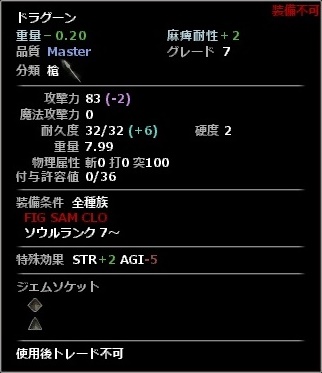 装備不可
ドラグーン
重量－0.20 麻痺耐性＋2
品質 Master グレード 7
分類 槍
攻撃力 83 (-2)
魔法攻撃力 0
耐久度 32/32 (+6) 硬度 2
重量 7.99
物理属性 斬0 打0 突100
付与許容値 0/36
装備条件 全種族
FIG SAM CLO
ソウルランク 7～
特殊効果 STR+2 AGI-5
ジェムソケット
使用後トレード不可